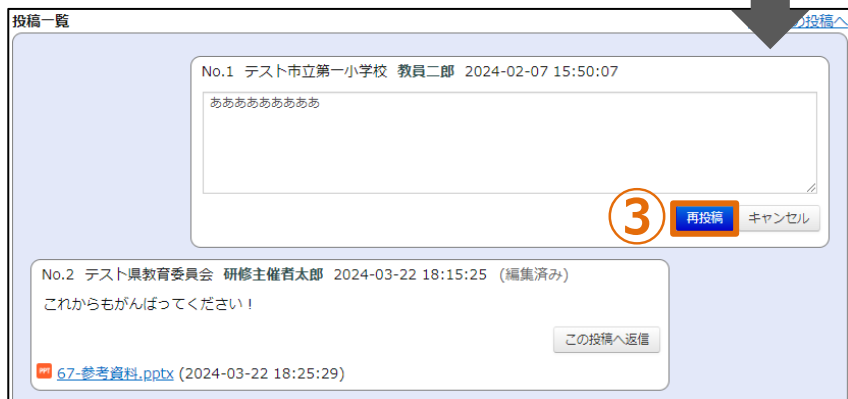 投稿一覧
の投稿へ
No.1 テスト市立第一小学校 教員二郎 2024-02-07 15:50:07
あああああああああ
③
再投稿
キャンセル
No.2 テスト県教育委員会 研修主催者太郎 2024-03-22 18:15:25 (編集済み)
これからもがんばってください！
この投稿へ返信
PPT 67-参考資料.pptx (2024-03-22 18:25:29)